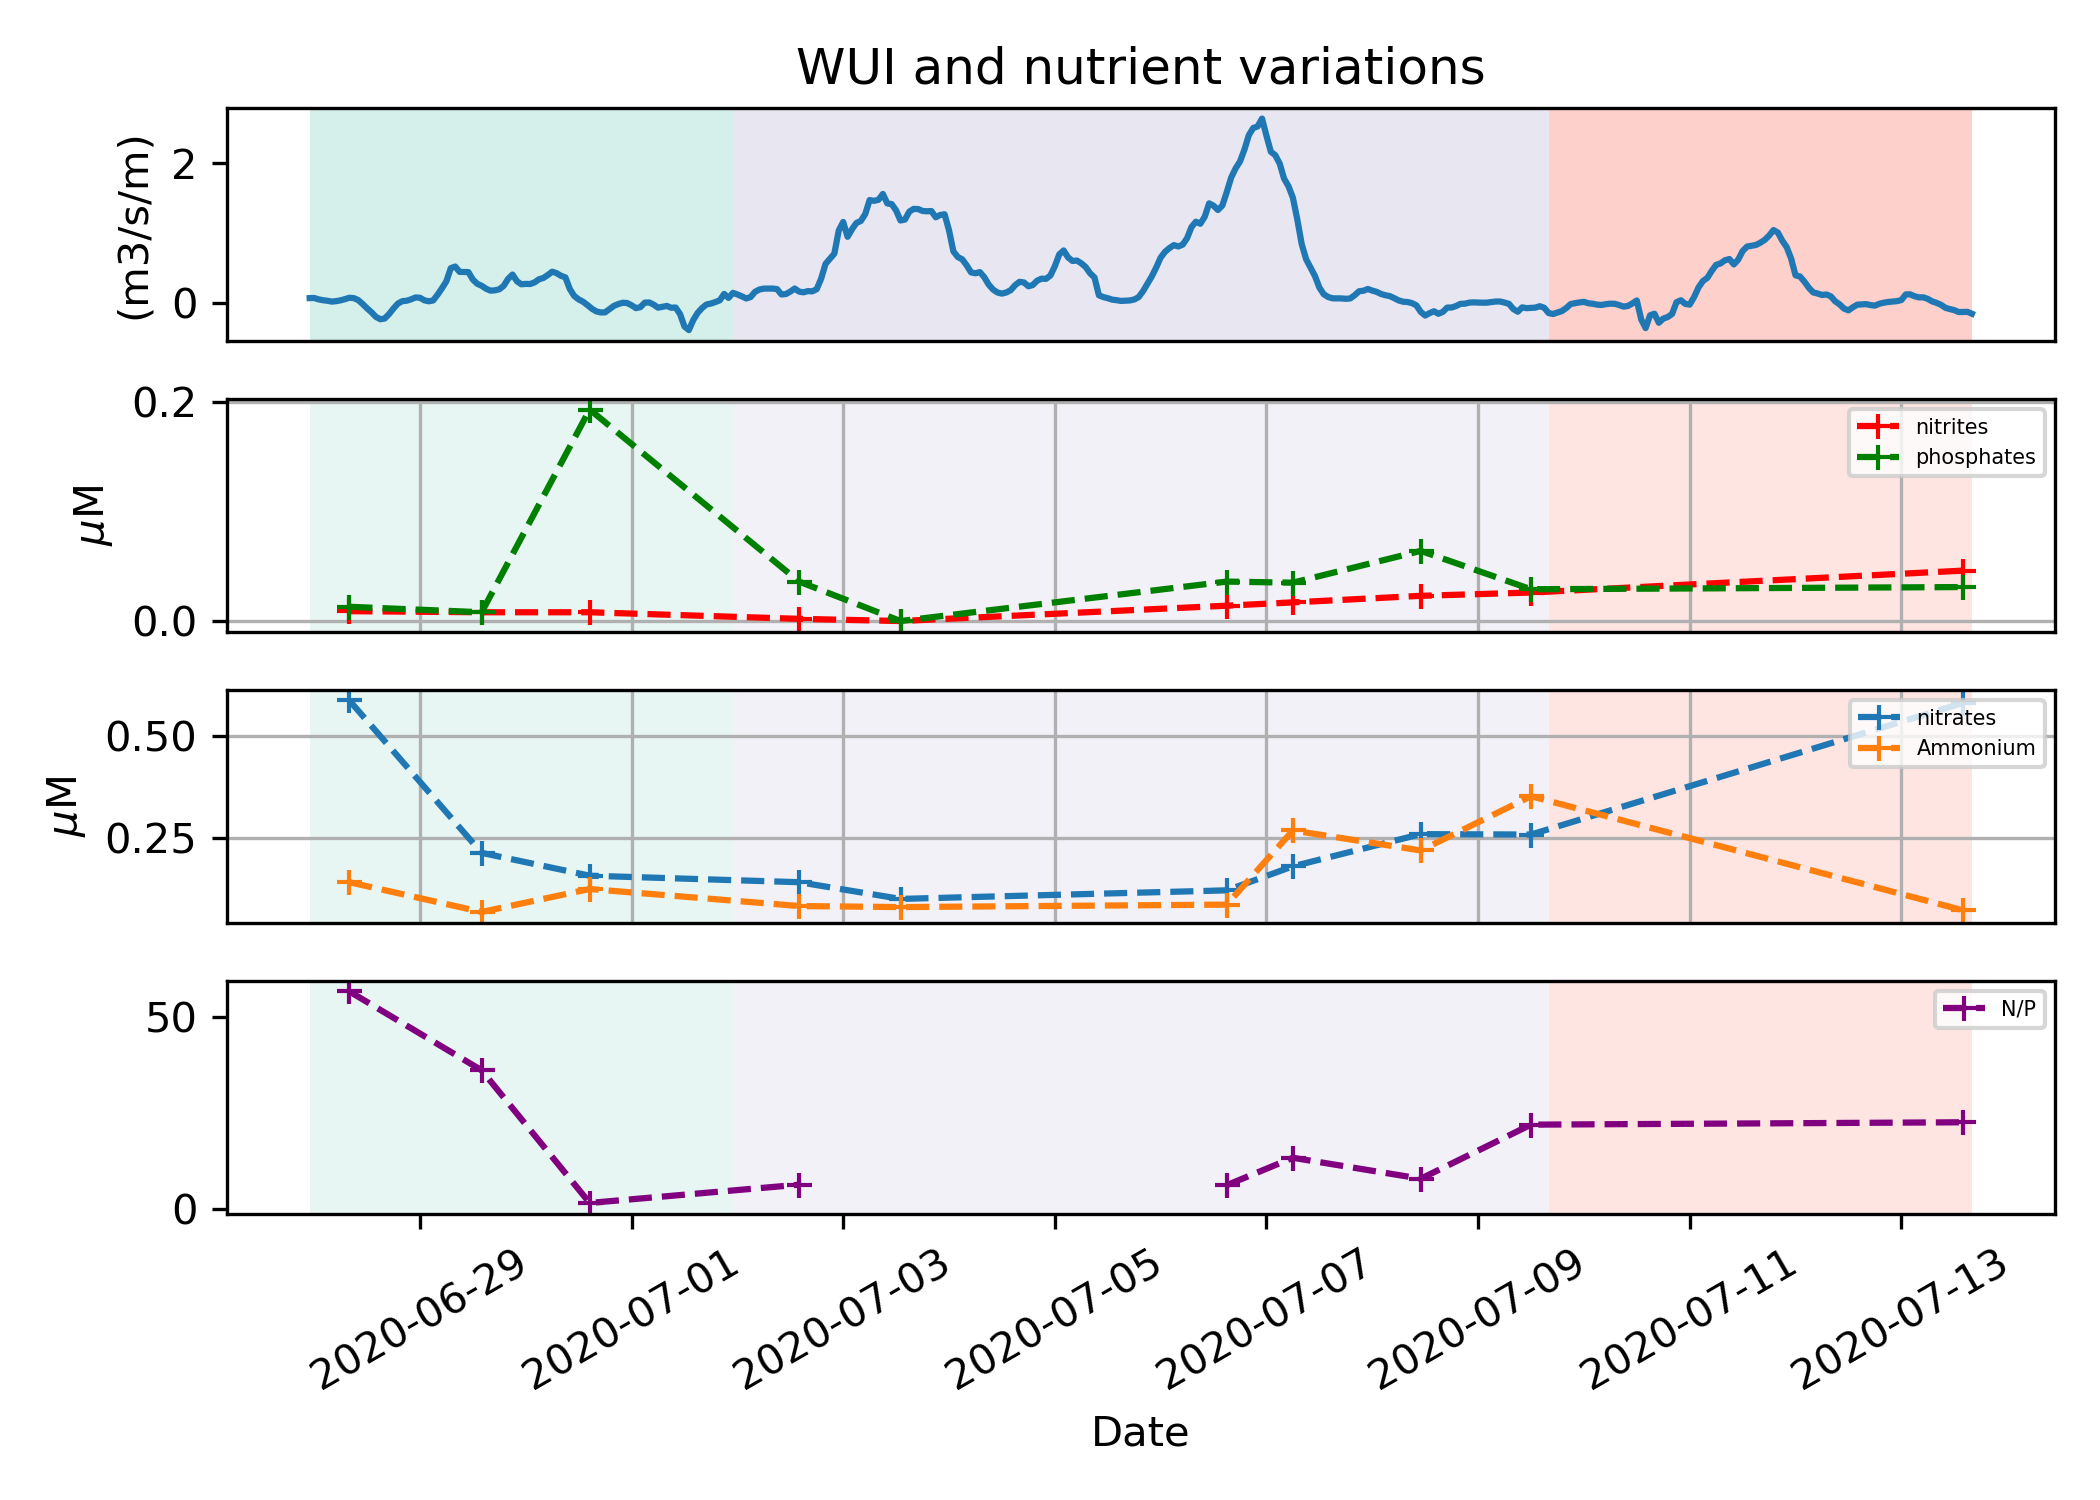 WUI and nutrient variations
(m3/s/m)
2
0
μM
0.2
0.0
nitrites
phosphates
μM
0.50
0.25
nitrates
Ammonium
50
0
N/P
2020-06-29
2020-07-01
2020-07-03
2020-07-05
2020-07-07
2020-07-09
2020-07-11
2020-07-13
Date